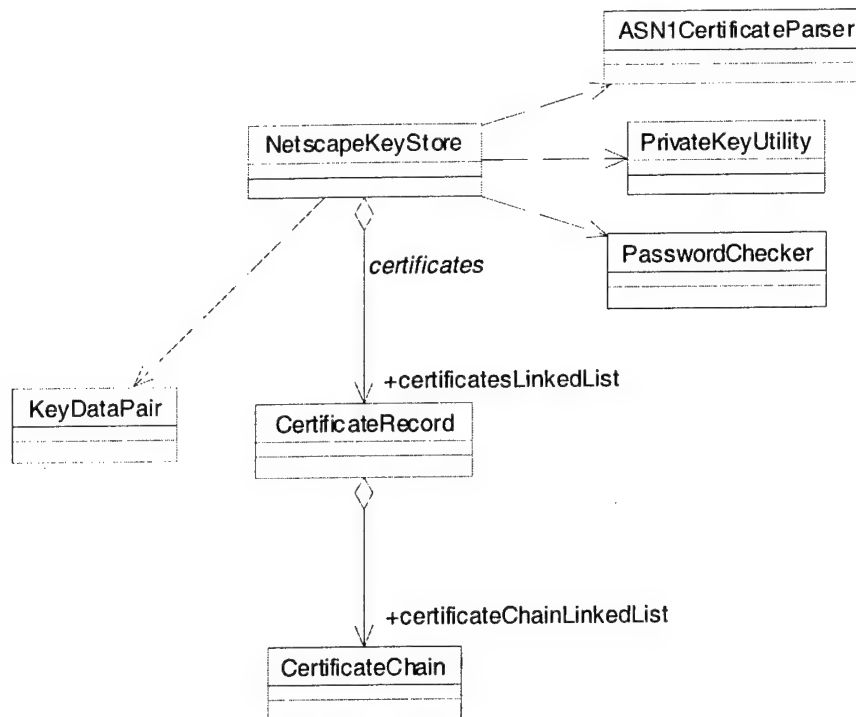 ASN1CertificateParser
NetscapeKeyStore
PrivateKeyUtility
PasswordChecker
certificates
+certificatesLinkedList
KeyDataPair
CertificateRecord
+certificateChainLinkedList
CertificateChain